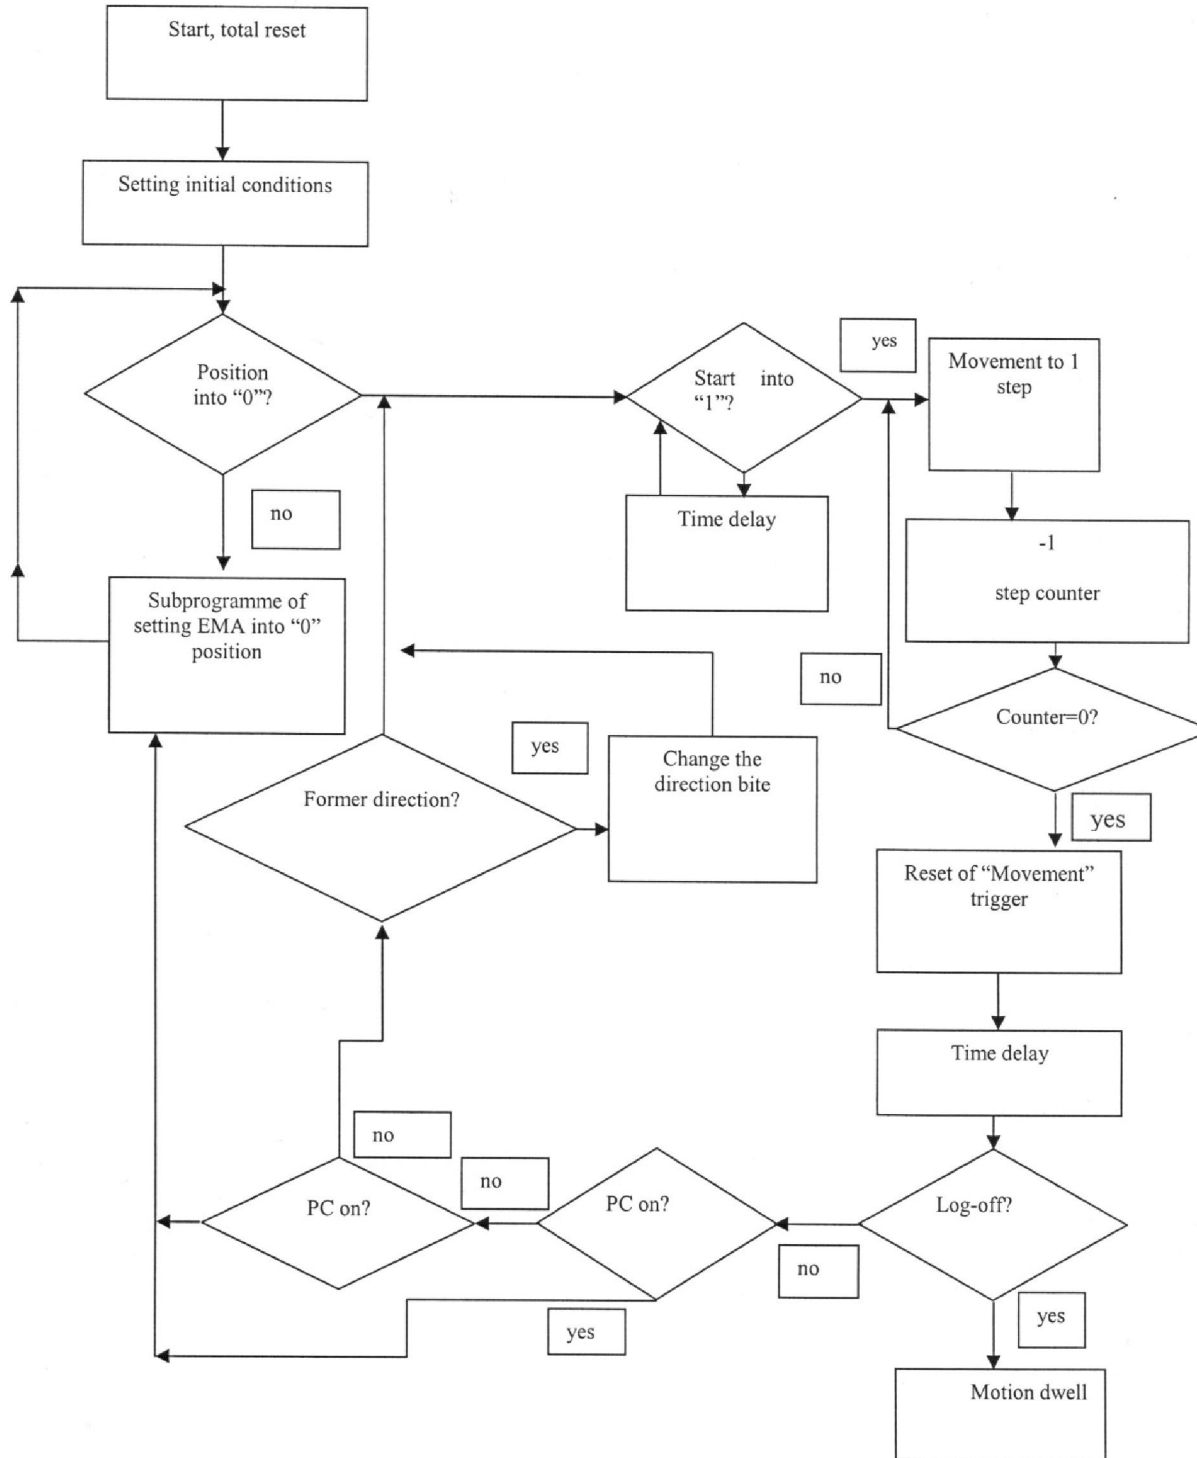 Start, total reset
Setting initial conditions
Position
into “0”?
no
Subprogramme of
setting EMA into “0”
position
Start into
“1”?
yes
Movement to 1
step
Time delay
-1
step counter
no
Counter=0?
yes
Former direction?
yes
Change the
direction bite
Reset of “Movement”
trigger
Time delay
no
PC on?
no
PC on?
no
Log-off?
yes
yes
Motion dwell